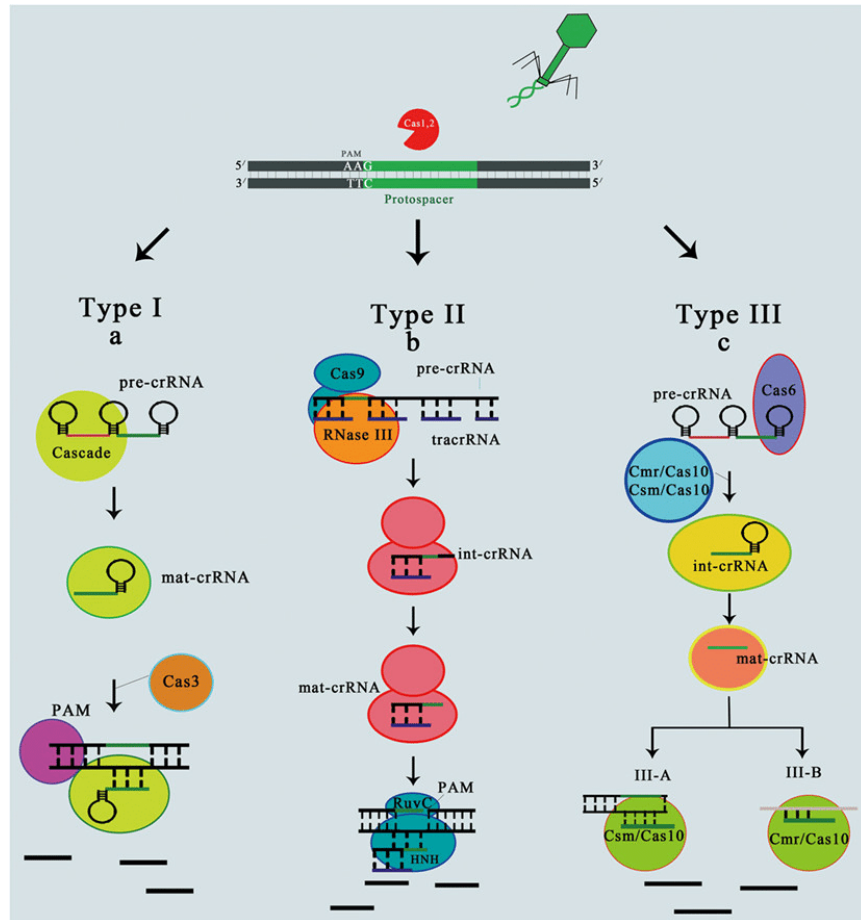 Cas1,2
PAM
5′ AAG 3′
3′ TTC 5′
Protospacer
Type I
a
pre-crRNA
Cascade
mat-crRNA
Cas3
PAM
Type II
b
Cas9
pre-crRNA
RNase III
tracrRNA
int-crRNA
mat-crRNA
RuvC
PAM
HNH
Type III
c
pre-crRNA
Cas6
Cmr/Cas10
Csm/Cas10
int-crRNA
mat-crRNA
III-A
III-B
Csm/Cas10
Cmr/Cas10